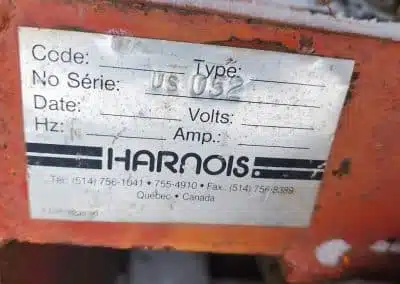 Code: Type:
No Série: US 052
Date: Volts:
Hz: Amp.:
HARNOIS.
Tél: (514) 756-1041 • 755-4910 • Fax: (514) 756-8389
Québec • Canada